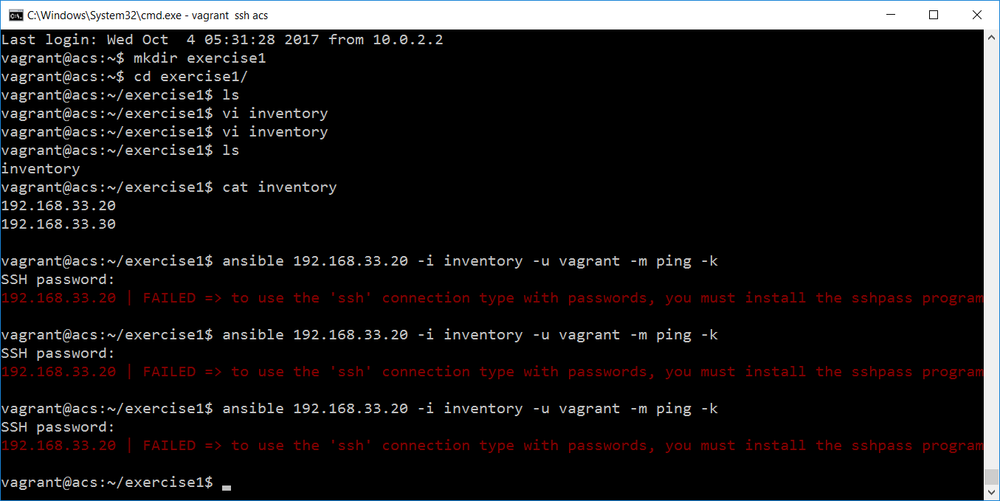 C:\Windows\System32\cmd.exe - vagrant  ssh acs
Last login: Wed Oct  4 05:31:28 2017 from 10.0.2.2
vagrant@acs:~$ mkdir exercise1
vagrant@acs:~$ cd exercise1/
vagrant@acs:~/exercise1$ ls
vagrant@acs:~/exercise1$ vi inventory
vagrant@acs:~/exercise1$ vi inventory
vagrant@acs:~/exercise1$ ls
inventory
vagrant@acs:~/exercise1$ cat inventory
192.168.33.20
192.168.33.30
vagrant@acs:~/exercise1$ ansible 192.168.33.20 -i inventory -u vagrant -m ping -k
SSH password:
192.168.33.20 | FAILED => to use the 'ssh' connection type with passwords, you must install the sshpass program
vagrant@acs:~/exercise1$ ansible 192.168.33.20 -i inventory -u vagrant -m ping -k
SSH password:
192.168.33.20 | FAILED => to use the 'ssh' connection type with passwords, you must install the sshpass program
vagrant@acs:~/exercise1$ ansible 192.168.33.20 -i inventory -u vagrant -m ping -k
SSH password:
192.168.33.20 | FAILED => to use the 'ssh' connection type with passwords, you must install the sshpass program
vagrant@acs:~/exercise1$